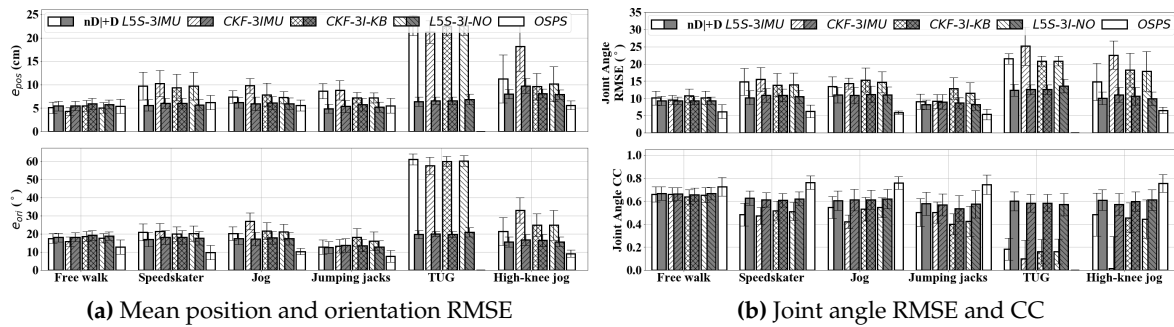 nD|+D L5S-3IMU CKF-3IMU CKF-3I-KB L5S-3I-NO OSPS
e_pos (cm)
25
20
15
10
5
0
e_ori (°)
60
50
40
30
20
10
0
Free walk Speedskater Jog Jumping jacks TUG High-knee jog
(a) Mean position and orientation RMSE
nD|+D L5S-3IMU CKF-3IMU CKF-3I-KB L5S-3I-NO OSPS
Joint Angle
RMSE (°)
35
30
25
20
15
10
5
0
Joint Angle CC
1.0
0.8
0.6
0.4
0.2
0.0
Free walk Speedskater Jog Jumping jacks TUG High-knee jog
(b) Joint angle RMSE and CC